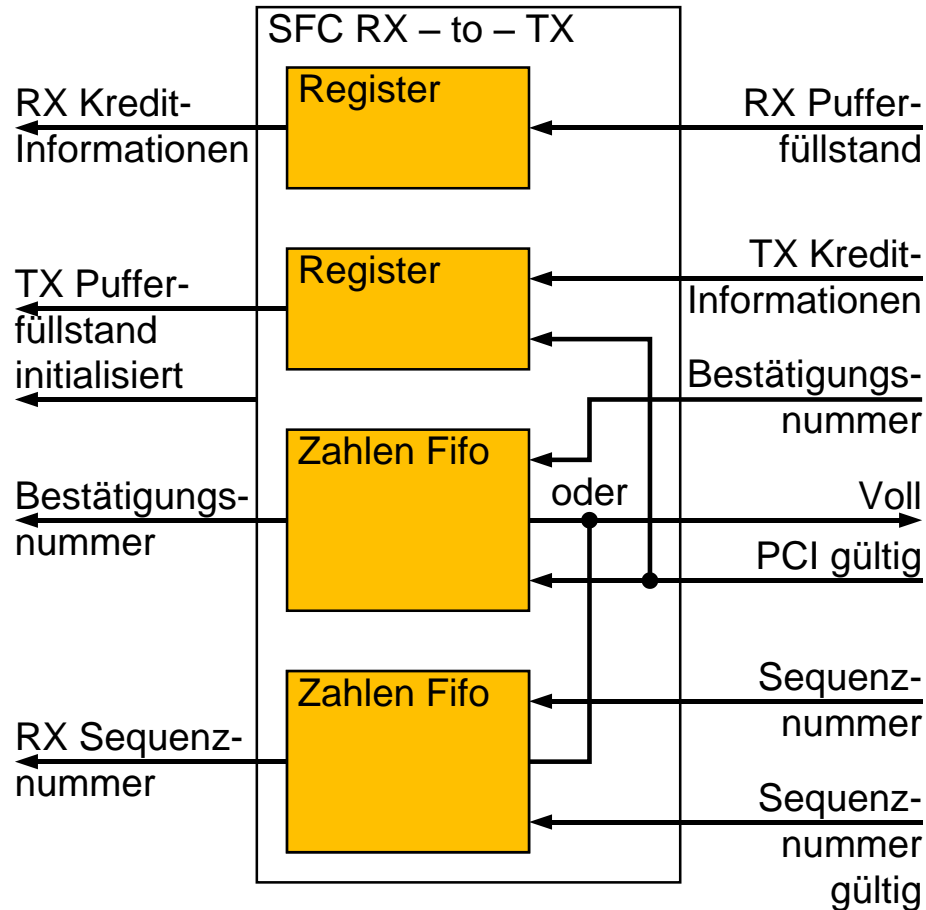 SFC RX – to – TX
Register
RX Kredit-
Informationen
RX Puffer-
füllstand
Register
TX Puffer-
füllstand
initialisiert
TX Kredit-
Informationen
Bestätigungs-
nummer
Zahlen Fifo
oder
Bestätigungs-
nummer
Voll
PCI gültig
Zahlen Fifo
RX Sequenz-
nummer
Sequenz-
nummer
Sequenz-
nummer
gültig